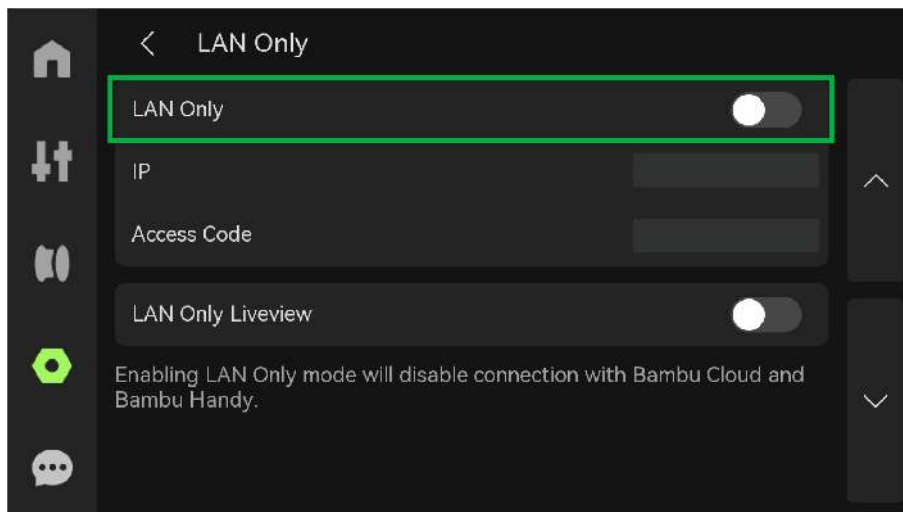 LAN Only
LAN Only
IP
Access Code
LAN Only Liveview
Enabling LAN Only mode will disable connection with Bambu Cloud and
Bambu Handy.